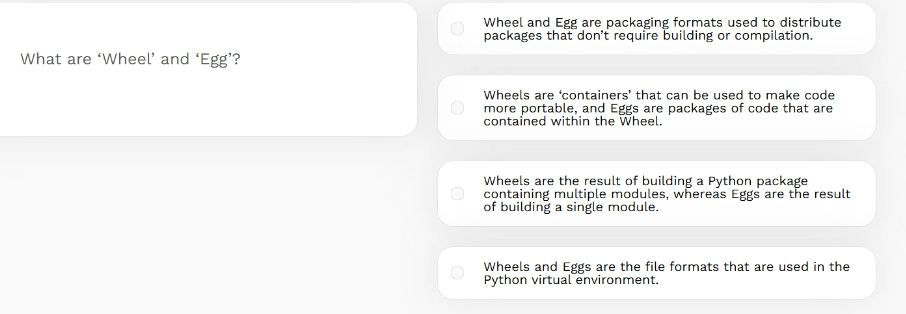 What are ‘Wheel’ and ‘Egg’?
Wheel and Egg are packaging formats used to distribute
packages that don’t require building or compilation.
Wheels are ‘containers’ that can be used to make code
more portable, and Eggs are packages of code that are
contained within the Wheel.
Wheels are the result of building a Python package
containing multiple modules, whereas Eggs are the result
of building a single module.
Wheels and Eggs are the file formats that are used in the
Python virtual environment.